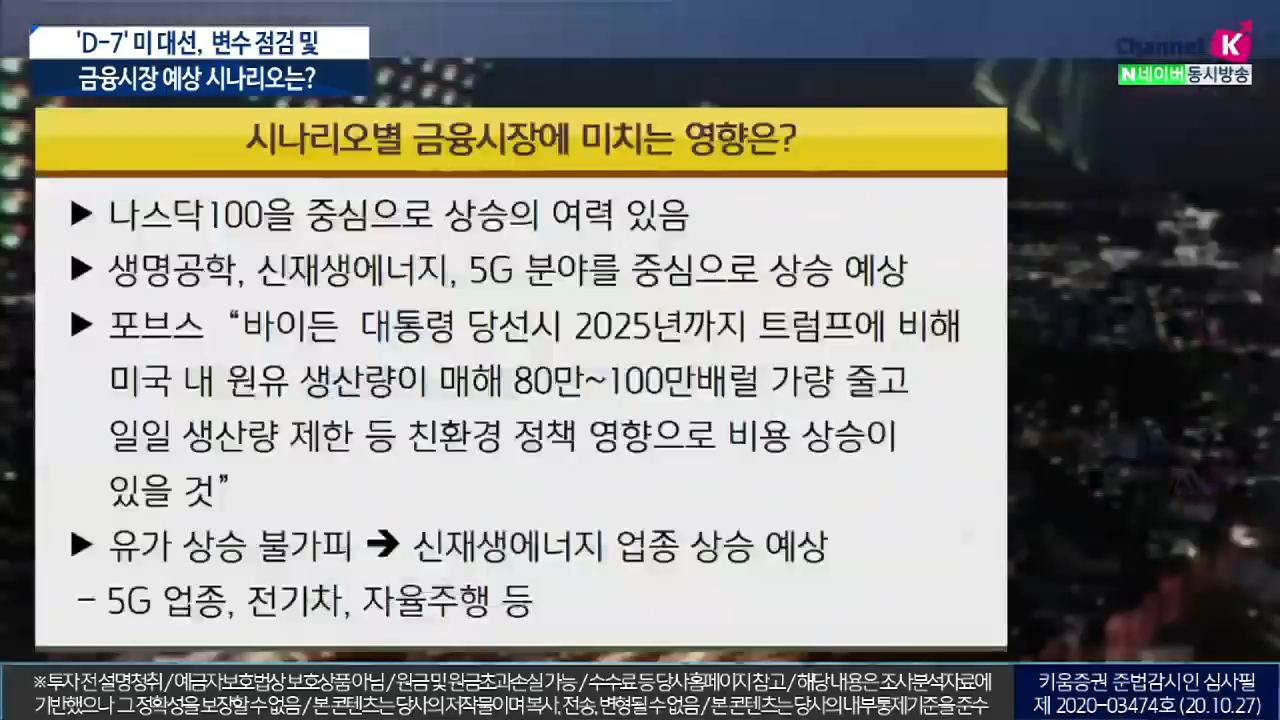 'D-7' 미 대선, 변수 점검 및
금융시장 예상 시나리오는?
Channel K
N 네이버 동시방송
시나리오별 금융시장에 미치는 영향은?
▶ 나스닥100을 중심으로 상승의 여력 있음
▶ 생명공학, 신재생에너지, 5G 분야를 중심으로 상승 예상
▶ 포브스 “바이든 대통령 당선시 2025년까지 트럼프에 비해
미국 내 원유 생산량이 매해 80만~100만배럴 가량 줄고
일일 생산량 제한 등 친환경 정책 영향으로 비용 상승이
있을 것”
▶ 유가 상승 불가피 ➔ 신재생에너지 업종 상승 예상
- 5G 업종, 전기차, 자율주행 등
※ 투자 전 설명청취 / 예금자보호법상 보호상품 아님 / 원금 및 원금초과손실 가능 / 수수료 등 당사홈페이지 참고 / 해당 내용은 조사분석자료에
기반했으나 그 정확성을 보장할 수 없음 / 본 콘텐츠는 당사의 저작물이며 복사, 전송, 변형될 수 없음 / 본 콘텐츠는 당사의 내부통제기준을 준수
키움증권 준법감시인 심사필
제 2020-03474호 (20.10.27)